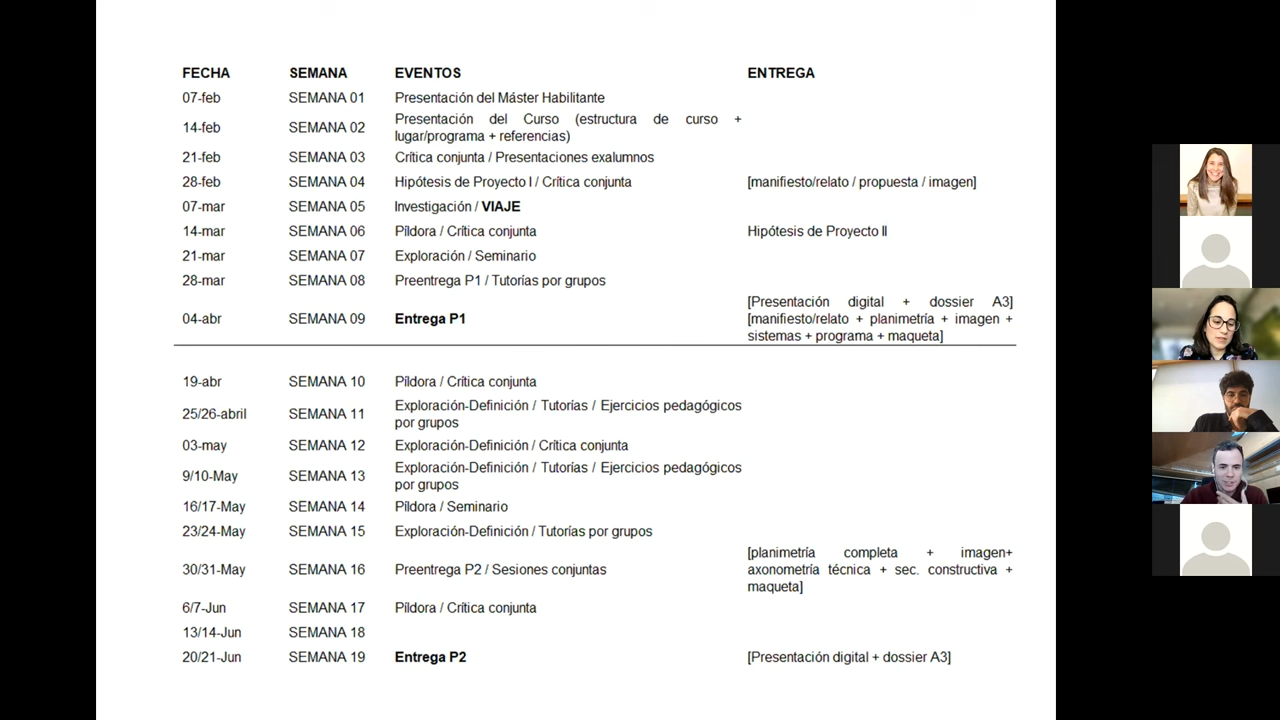 FECHA SEMANA EVENTOS ENTREGA
07-feb SEMANA 01 Presentación del Máster Habilitante
14-feb SEMANA 02 Presentación del Curso (estructura de curso +
lugar/programa + referencias)
21-feb SEMANA 03 Crítica conjunta / Presentaciones exalumnos
28-feb SEMANA 04 Hipótesis de Proyecto I / Crítica conjunta [manifiesto/relato / propuesta / imagen]
07-mar SEMANA 05 Investigación / VIAJE
14-mar SEMANA 06 Píldora / Crítica conjunta Hipótesis de Proyecto II
21-mar SEMANA 07 Exploración / Seminario
28-mar SEMANA 08 Preentrega P1 / Tutorías por grupos
04-abr SEMANA 09 Entrega P1 [Presentación digital + dossier A3]
[manifiesto/relato + planimetría + imagen +
sistemas + programa + maqueta]
19-abr SEMANA 10 Píldora / Crítica conjunta
25/26-abril SEMANA 11 Exploración-Definición / Tutorías / Ejercicios pedagógicos
por grupos
03-may SEMANA 12 Exploración-Definición / Crítica conjunta
9/10-May SEMANA 13 Exploración-Definición / Tutorías / Ejercicios pedagógicos
por grupos
16/17-May SEMANA 14 Píldora / Seminario
23/24-May SEMANA 15 Exploración-Definición / Tutorías por grupos
30/31-May SEMANA 16 Preentrega P2 / Sesiones conjuntas [planimetría completa + imagen+
axonometría técnica + sec. constructiva +
maqueta]
6/7-Jun SEMANA 17 Píldora / Crítica conjunta
13/14-Jun SEMANA 18
20/21-Jun SEMANA 19 Entrega P2 [Presentación digital + dossier A3]